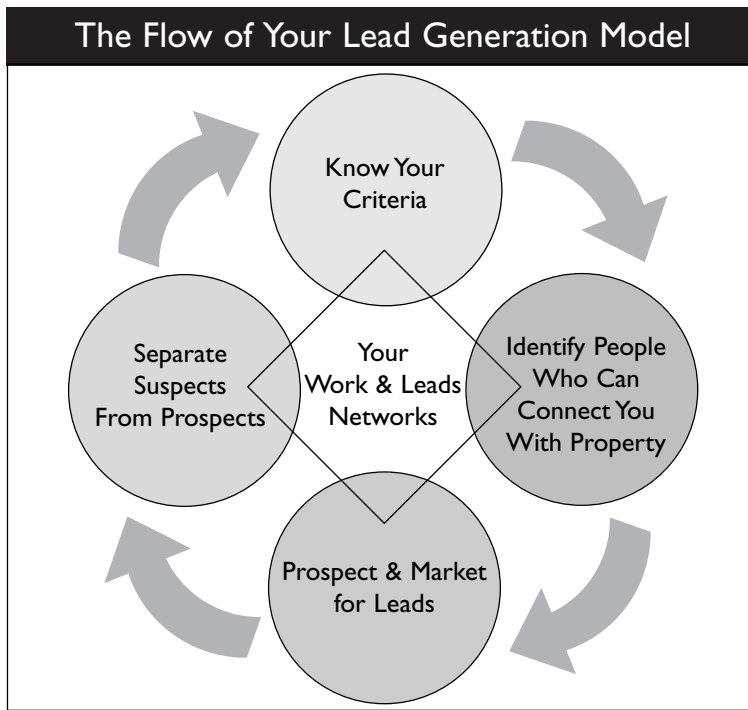 The Flow of Your Lead Generation Model
Know Your
Criteria
Identify People
Who Can
Connect You
With Property
Prospect & Market
for Leads
Separate
Suspects
From Prospects
Your
Work & Leads
Networks